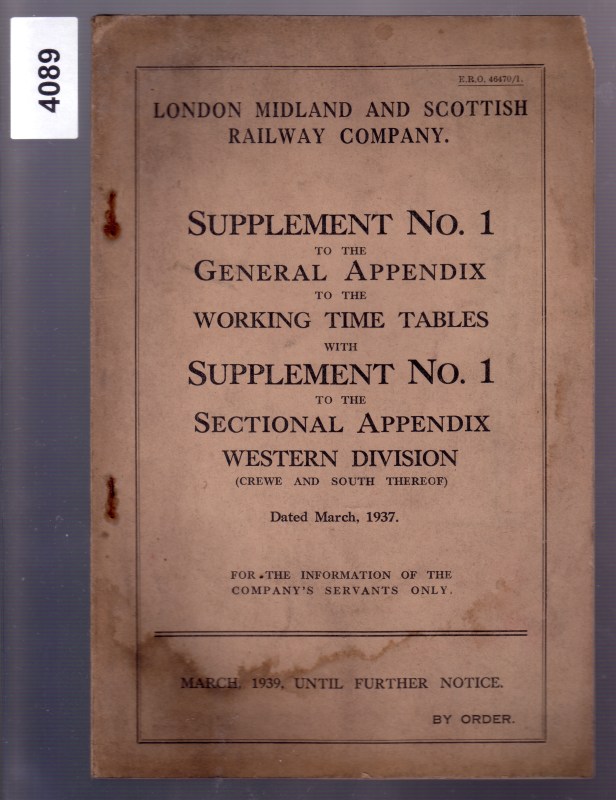 4089
E.R.O. 46470/1.
LONDON MIDLAND AND SCOTTISH
RAILWAY COMPANY.
SUPPLEMENT No. 1
TO THE
GENERAL APPENDIX
TO THE
WORKING TIME TABLES
WITH
SUPPLEMENT No. 1
TO THE
SECTIONAL APPENDIX
WESTERN DIVISION
(CREWE AND SOUTH THEREOF)
Dated March, 1937.
FOR THE INFORMATION OF THE
COMPANY'S SERVANTS ONLY.
MARCH, 1939, UNTIL FURTHER NOTICE.
BY ORDER.